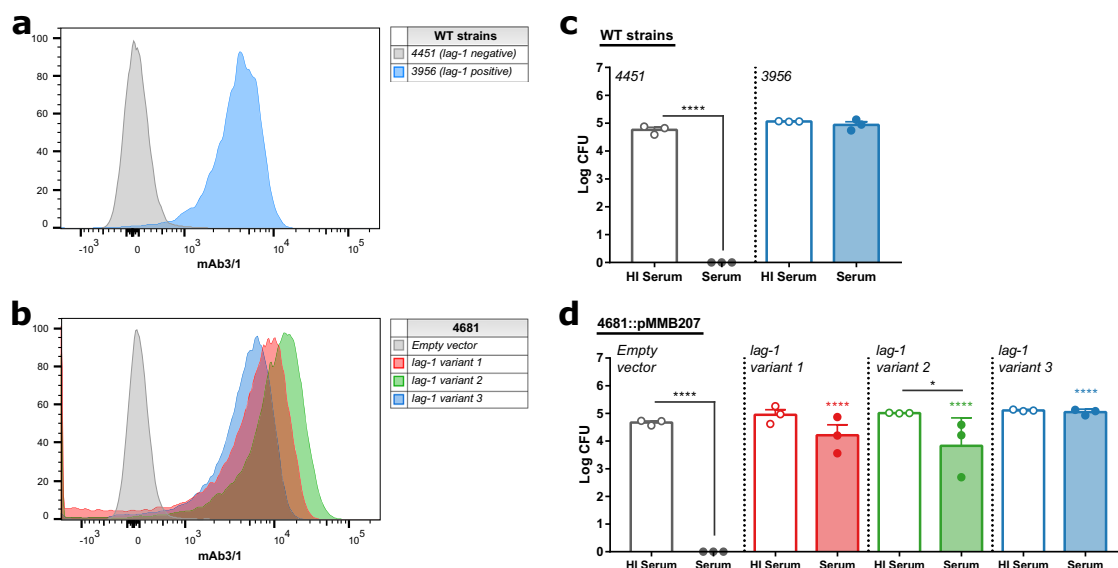 a
WT strains
4451 (lag-1 negative)
3956 (lag-1 positive)
100
80
60
40
20
0
-10³ 0 10³ 10⁴ 10⁵
mAb3/1
b
4681
Empty vector
lag-1 variant 1
lag-1 variant 2
lag-1 variant 3
100
80
60
40
20
0
-10³ 0 10³ 10⁴ 10⁵
mAb3/1
c
WT strains
4451 3956
****
7
6
5
4
3
2
1
0
Log CFU
HI Serum Serum HI Serum Serum
d
4681::pMMB207
Empty vector
lag-1 variant 1
lag-1 variant 2
lag-1 variant 3
**** **** * **** ****
7
6
5
4
3
2
1
0
Log CFU
HI Serum Serum HI Serum Serum HI Serum Serum HI Serum Serum